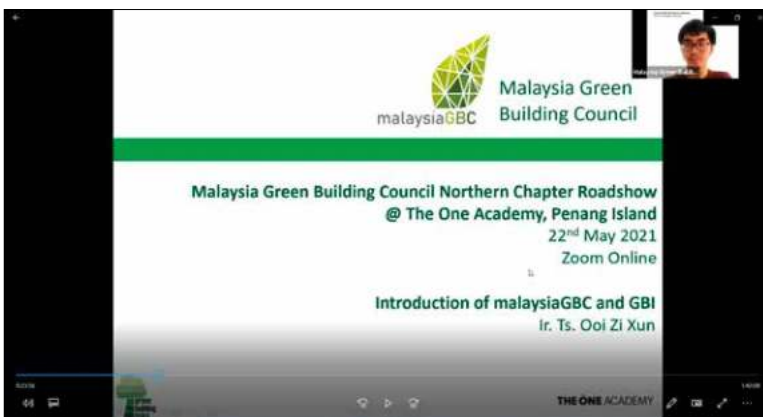 malaysiaGBC
Malaysia Green
Building Council
Malaysia Green Building Council Northern Chapter Roadshow
@ The One Academy, Penang Island
22nd May 2021
Zoom Online
Introduction of malaysiaGBC and GBI
Ir. Ts. Ooi Zi Xun
THE ONE ACADEMY